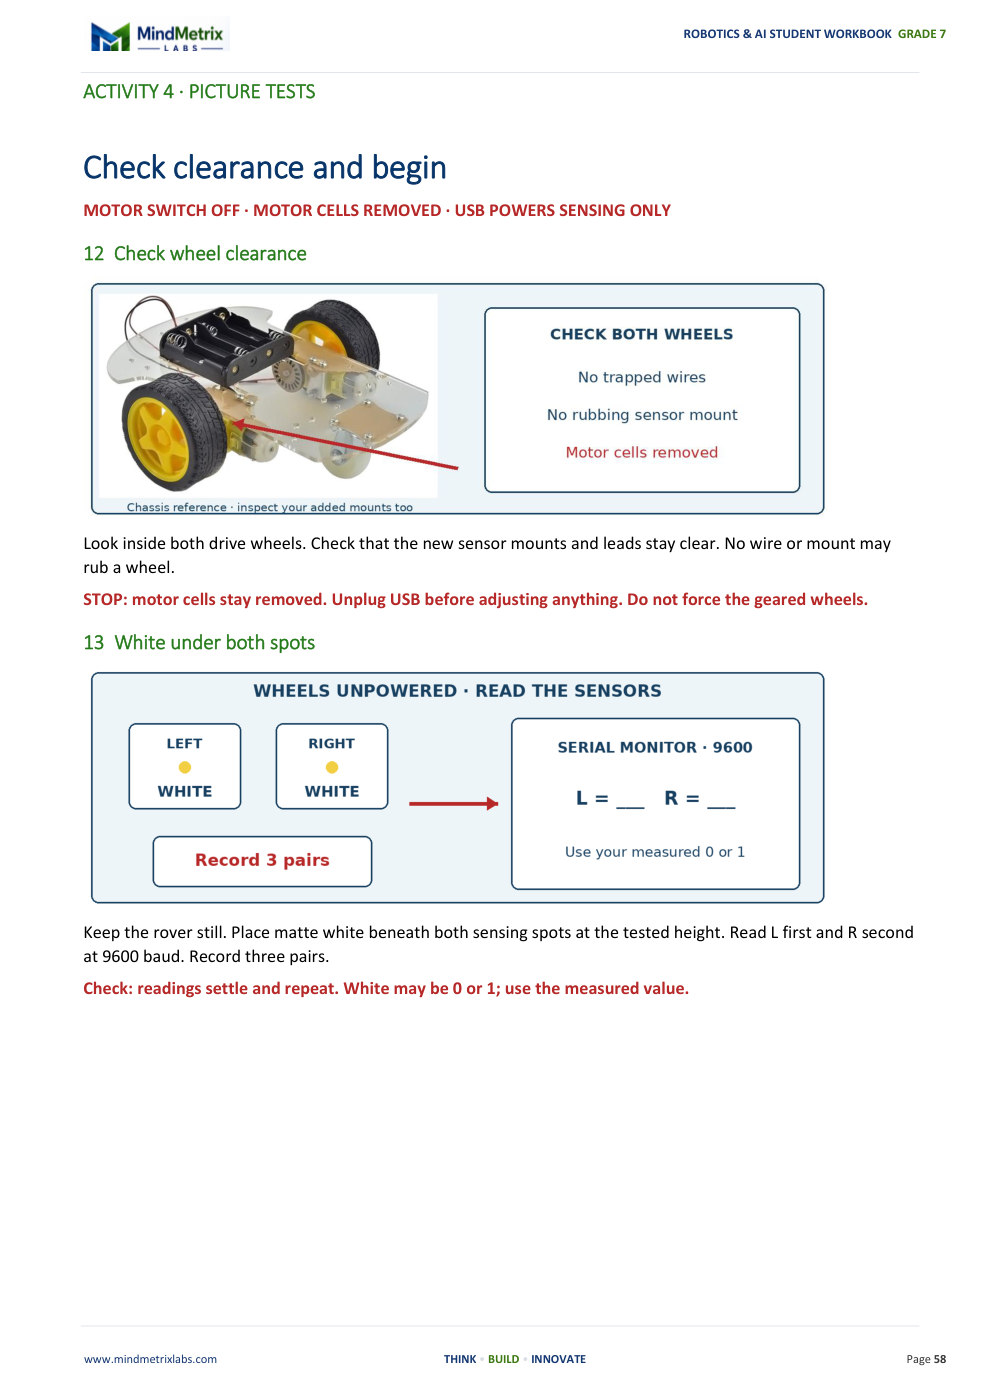 MindMetrix
LABS
ROBOTICS & AI STUDENT WORKBOOK GRADE 7
ACTIVITY 4 · PICTURE TESTS
Check clearance and begin
MOTOR SWITCH OFF · MOTOR CELLS REMOVED · USB POWERS SENSING ONLY
12 Check wheel clearance
CHECK BOTH WHEELS
No trapped wires
No rubbing sensor mount
Motor cells removed
Chassis reference · inspect your added mounts too
Look inside both drive wheels. Check that the new sensor mounts and leads stay clear. No wire or mount may
rub a wheel.
STOP: motor cells stay removed. Unplug USB before adjusting anything. Do not force the geared wheels.
13 White under both spots
WHEELS UNPOWERED · READ THE SENSORS
LEFT
WHITE
RIGHT
WHITE
Record 3 pairs
SERIAL MONITOR · 9600
L = ___ R = ___
Use your measured 0 or 1
Keep the rover still. Place matte white beneath both sensing spots at the tested height. Read L first and R second
at 9600 baud. Record three pairs.
Check: readings settle and repeat. White may be 0 or 1; use the measured value.
www.mindmetrixlabs.com
THINK • BUILD • INNOVATE
Page 58